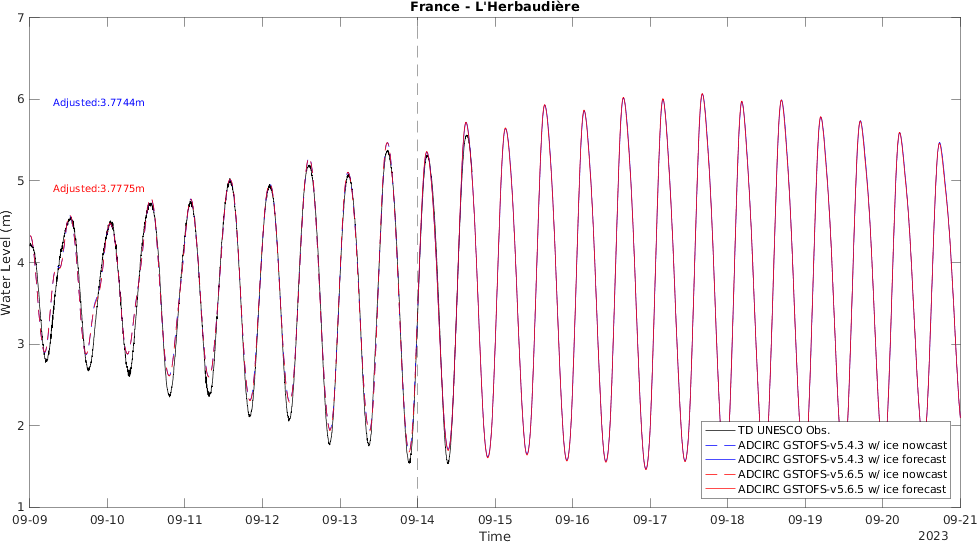 France - L'Herbaudière
7
6
5
4
3
2
1
Water Level (m)
Adjusted:3.7744m
Adjusted:3.7775m
TD UNESCO Obs.
ADCIRC GSTOFS-v5.4.3 w/ ice nowcast
ADCIRC GSTOFS-v5.4.3 w/ ice forecast
ADCIRC GSTOFS-v5.6.5 w/ ice nowcast
ADCIRC GSTOFS-v5.6.5 w/ ice forecast
09-09 09-10 09-11 09-12 09-13 09-14 09-15 09-16 09-17 09-18 09-19 09-20 09-21
Time
2023